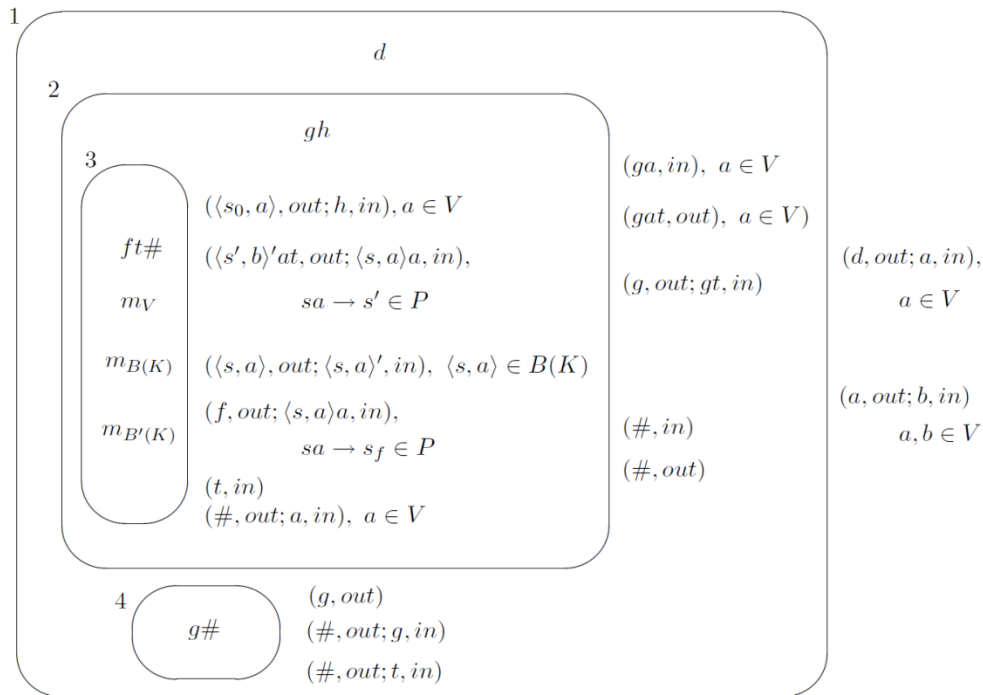 1
d
2
gh
3
(⟨s₀, a⟩, out; h, in), a ∈ V
ft#
(⟨s′, b⟩′at, out; ⟨s, a⟩a, in),
m_V
sa → s′ ∈ P
m_{B(K)}
(⟨s, a⟩, out; ⟨s, a⟩′, in), ⟨s, a⟩ ∈ B(K)
m_{B′(K)}
(f, out; ⟨s, a⟩a, in),
sa → s_f ∈ P
(t, in)
(#, out; a, in), a ∈ V
(ga, in), a ∈ V
(gat, out), a ∈ V)
(g, out; gt, in)
(#, in)
(#, out)
(d, out; a, in),
a ∈ V
(a, out; b, in)
a, b ∈ V
4
g#
(g, out)
(#, out; g, in)
(#, out; t, in)